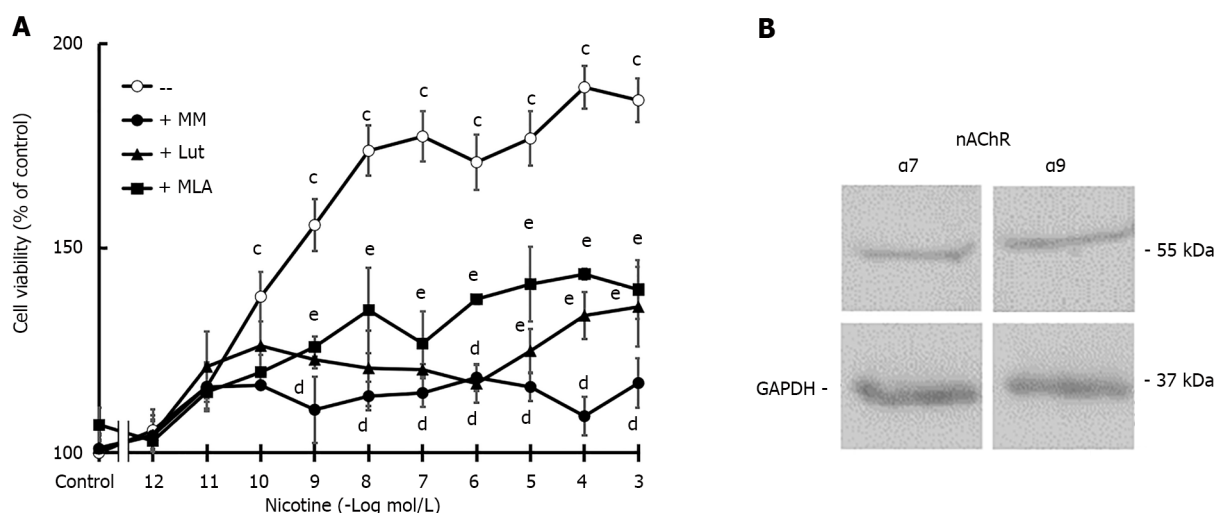 A
200
150
100
Cell viability (% of control)
--
+ MM
+ Lut
+ MLA
c
c
c
c
c
c
c
c
e
e
e
e
e
e
e
e
e
e
d
d
d
d
d
d
d
Control 12 11 10 9 8 7 6 5 4 3
Nicotine (-Log mol/L)
B
nAChR
α7 α9
- 55 kDa
GAPDH -
- 37 kDa